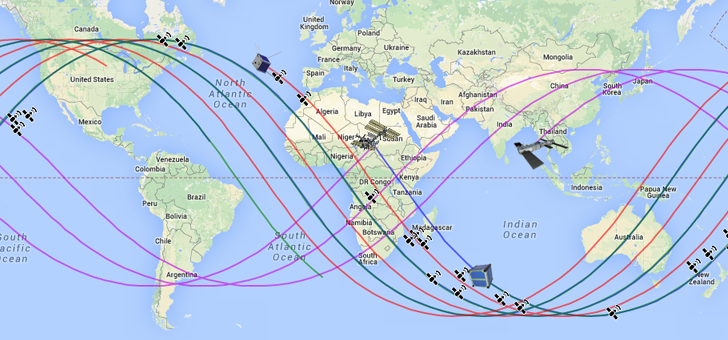 Norway
Canada
United
Kingdom
Poland
Germany
Ukraine
Kazakhstan
France
Mongolia
Italy
Spain
Turkey
Japan
United States
North
Atlantic
Ocean
China
South
Korea
Afghanistan
Iraq
Iran
Pakistan
Algeria
Libya
Egypt
Saudi
Arabia
India
Mali
Niger
Sudan
Thailand
Nigeria
Ethiopia
Venezuela
Colombia
Kenya
DR Congo
Indonesia
Papua New
Guinea
Tanzania
Brazil
Peru
Angola
Bolivia
Namibia
Madagascar
Botswana
Indian
Ocean
Australia
Chile
South
Pacific
Ocean
South
Atlantic
Ocean
South
Africa
Argentina
New
Zealand